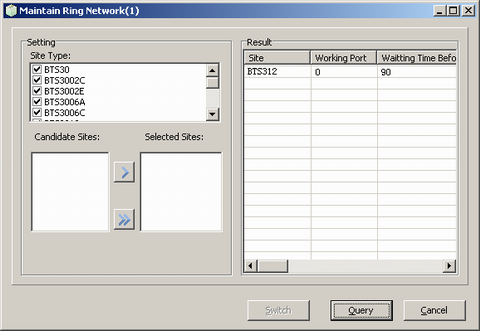 Maintain Ring Network(1)
Setting
Site Type:
BTS30
BTS3002C
BTS3002E
BTS3006A
BTS3006C
Candidate Sites:
Selected Sites:
Result
Site Working Port Waitting Time Befo
BTS312 0 90
Switch Query Cancel